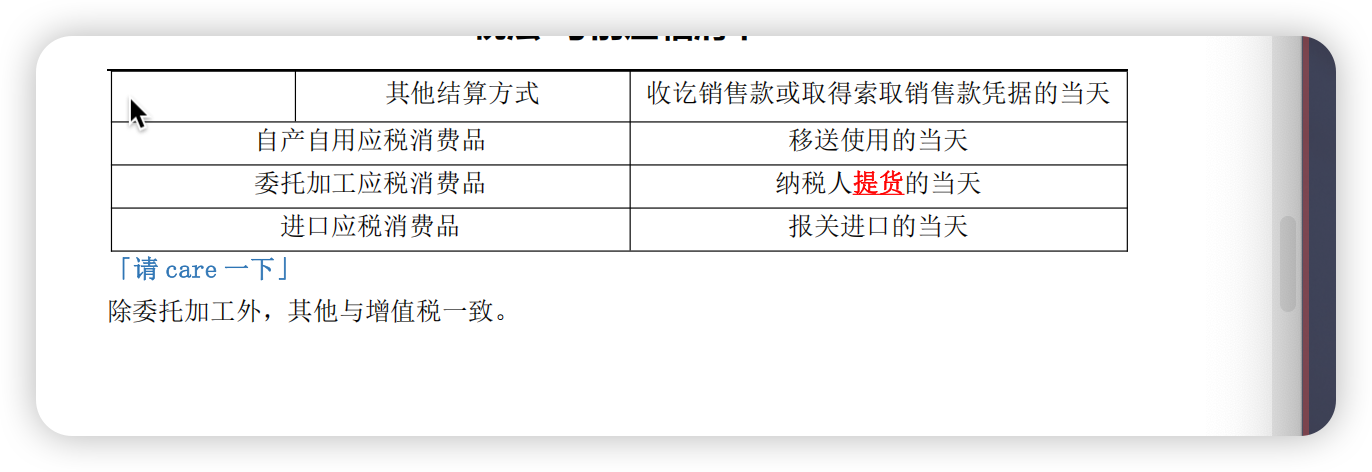 其他结算方式 收讫销售款或取得索取销售款凭据的当天
自产自用应税消费品 移送使用的当天
委托加工应税消费品 纳税人提货的当天
进口应税消费品 报关进口的当天
「请 care 一下」
除委托加工外，其他与增值税一致。